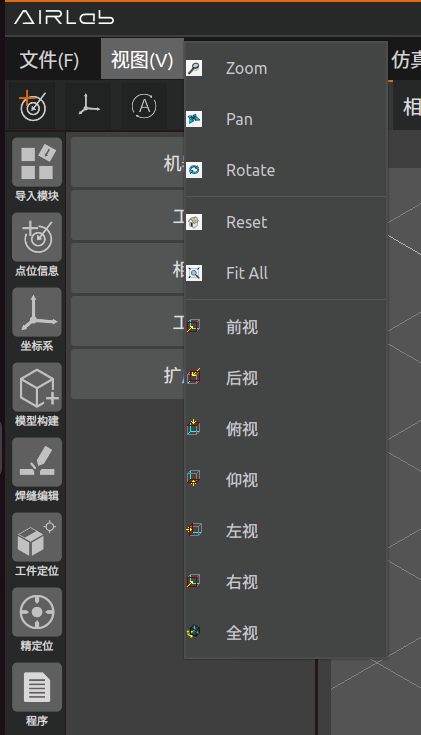 AIRLab
文件(F)
视图(V)
仿真
相
导入模块
点位信息
坐标系
模型构建
焊缝编辑
工件定位
精定位
程序
机
工
相
工
扩
Zoom
Pan
Rotate
Reset
Fit All
前视
后视
俯视
仰视
左视
右视
全视